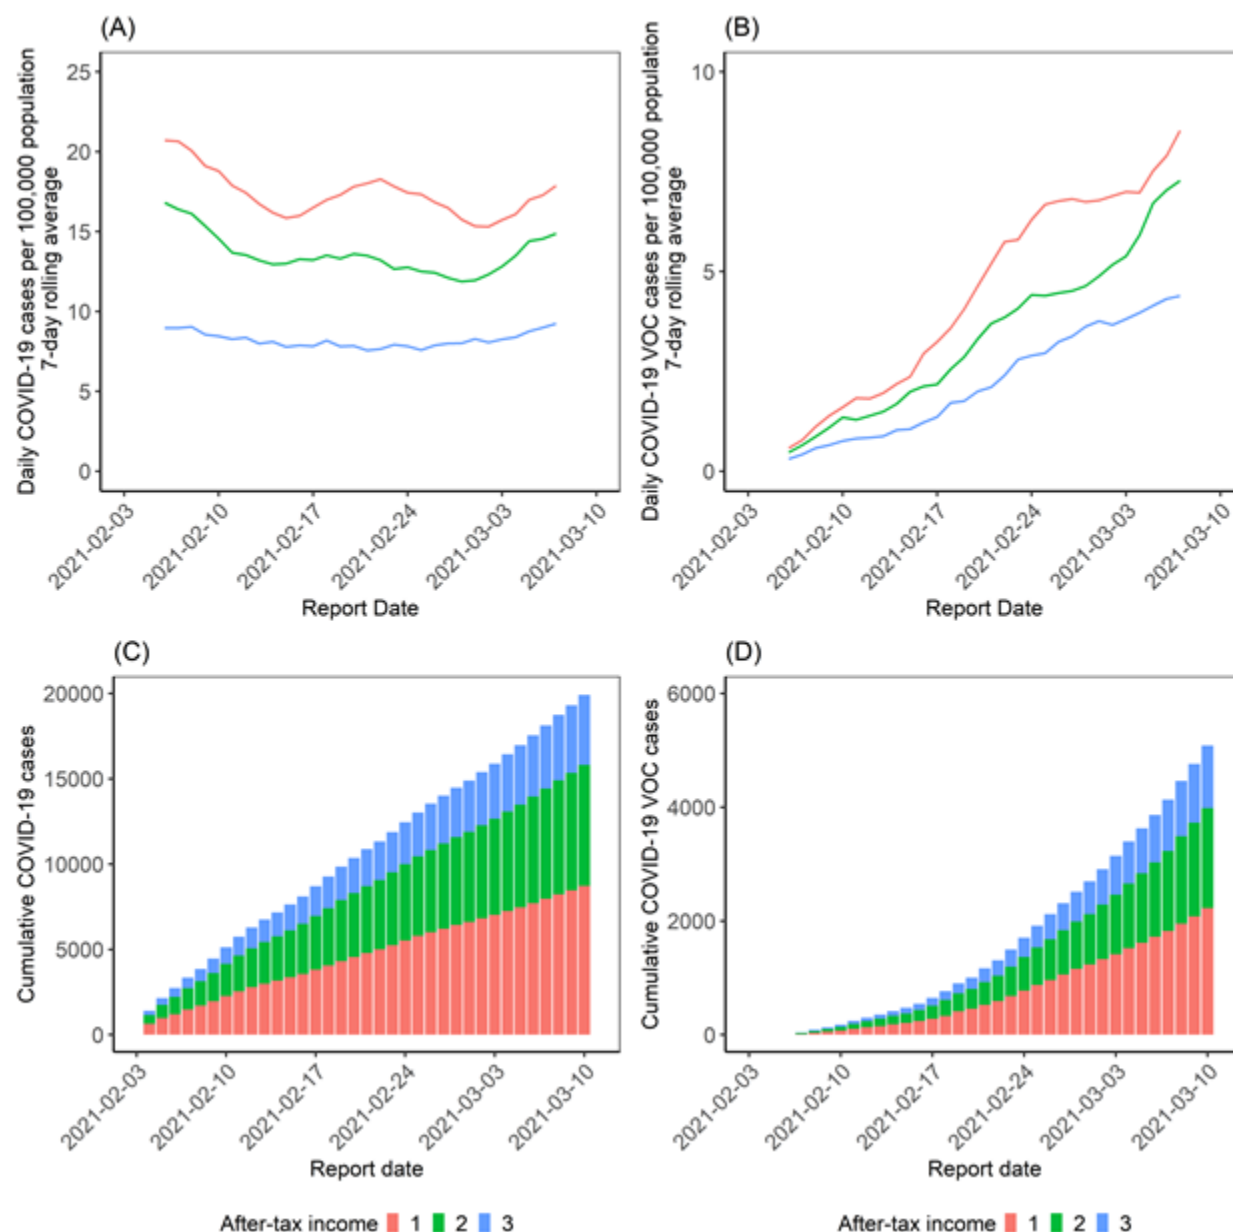 (A)
Daily COVID-19 cases per 100,000 population
7-day rolling average
25
20
15
10
5
0
2021-02-03
2021-02-10
2021-02-17
2021-02-24
2021-03-03
2021-03-10
Report Date
(B)
Daily COVID-19 VOC cases per 100,000 population
7-day rolling average
10
5
0
2021-02-03
2021-02-10
2021-02-17
2021-02-24
2021-03-03
2021-03-10
Report Date
(C)
Cumulative COVID-19 cases
20000
15000
10000
5000
0
2021-02-03
2021-02-10
2021-02-17
2021-02-24
2021-03-03
2021-03-10
Report date
After-tax income 1 2 3
(D)
Cumulative COVID-19 VOC cases
6000
4000
2000
0
2021-02-03
2021-02-10
2021-02-17
2021-02-24
2021-03-03
2021-03-10
Report date
After-tax income 1 2 3